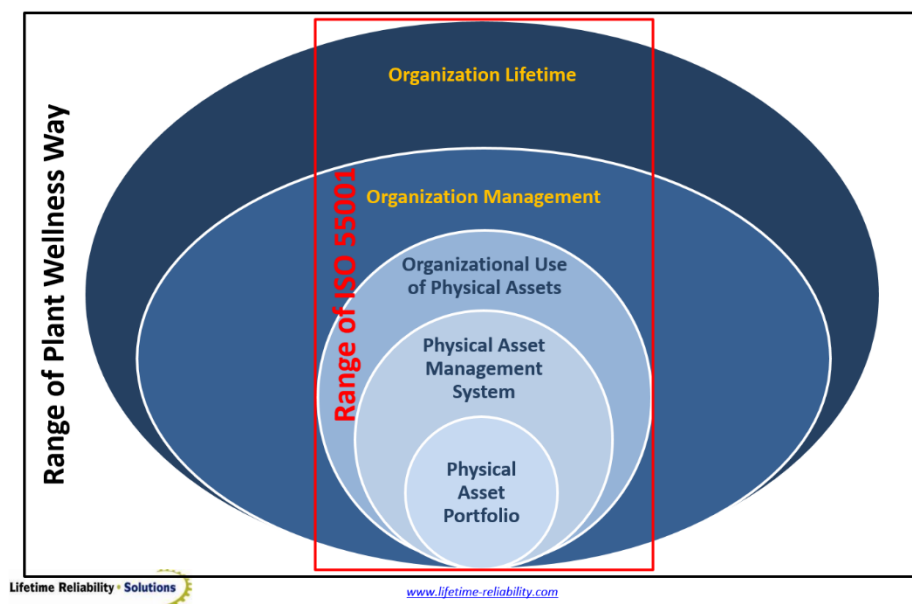 Organization Lifetime
Organization Management
Organizational Use
of Physical Assets
Physical Asset
Management
System
Physical
Asset
Portfolio
Range of Plant Wellness Way
Range of ISO 55001
Lifetime Reliability • Solutions
www.lifetime-reliability.com